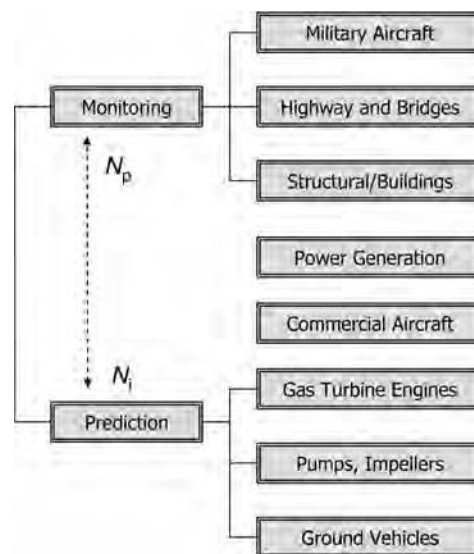 Military Aircraft
Monitoring
Highway and Bridges
Np
Structural/Buildings
Power Generation
Commercial Aircraft
Ni
Gas Turbine Engines
Prediction
Pumps, Impellers
Ground Vehicles